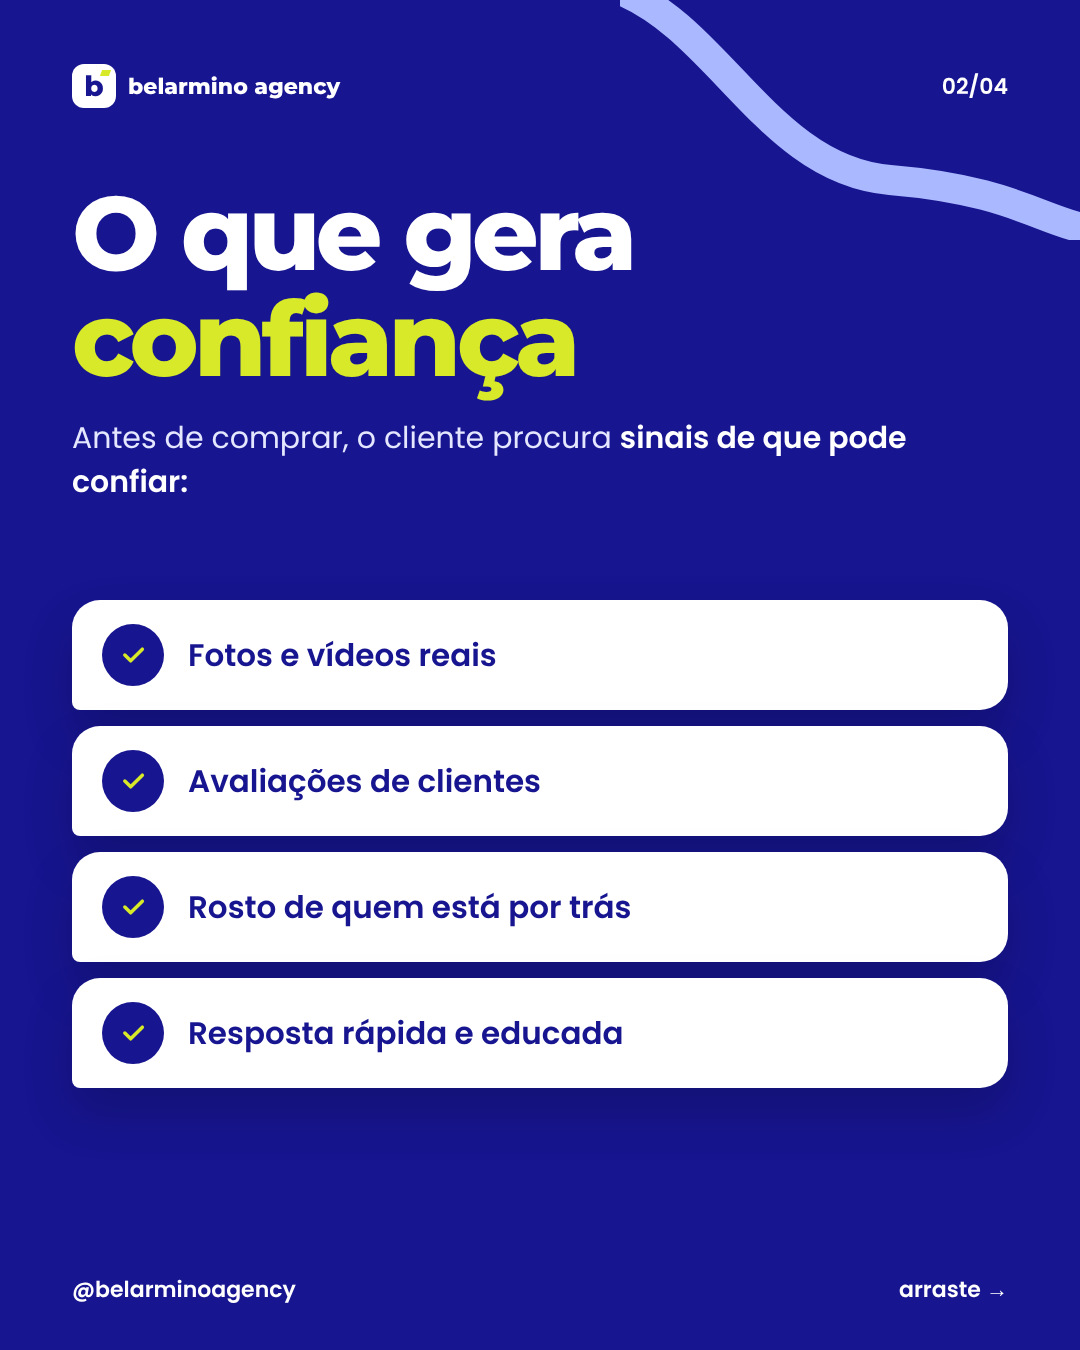 belarmino agency
02/04
O que gera
confiança
Antes de comprar, o cliente procura sinais de que pode
confiar:
Fotos e vídeos reais
Avaliações de clientes
Rosto de quem está por trás
Resposta rápida e educada
@belarminoagency
arraste →